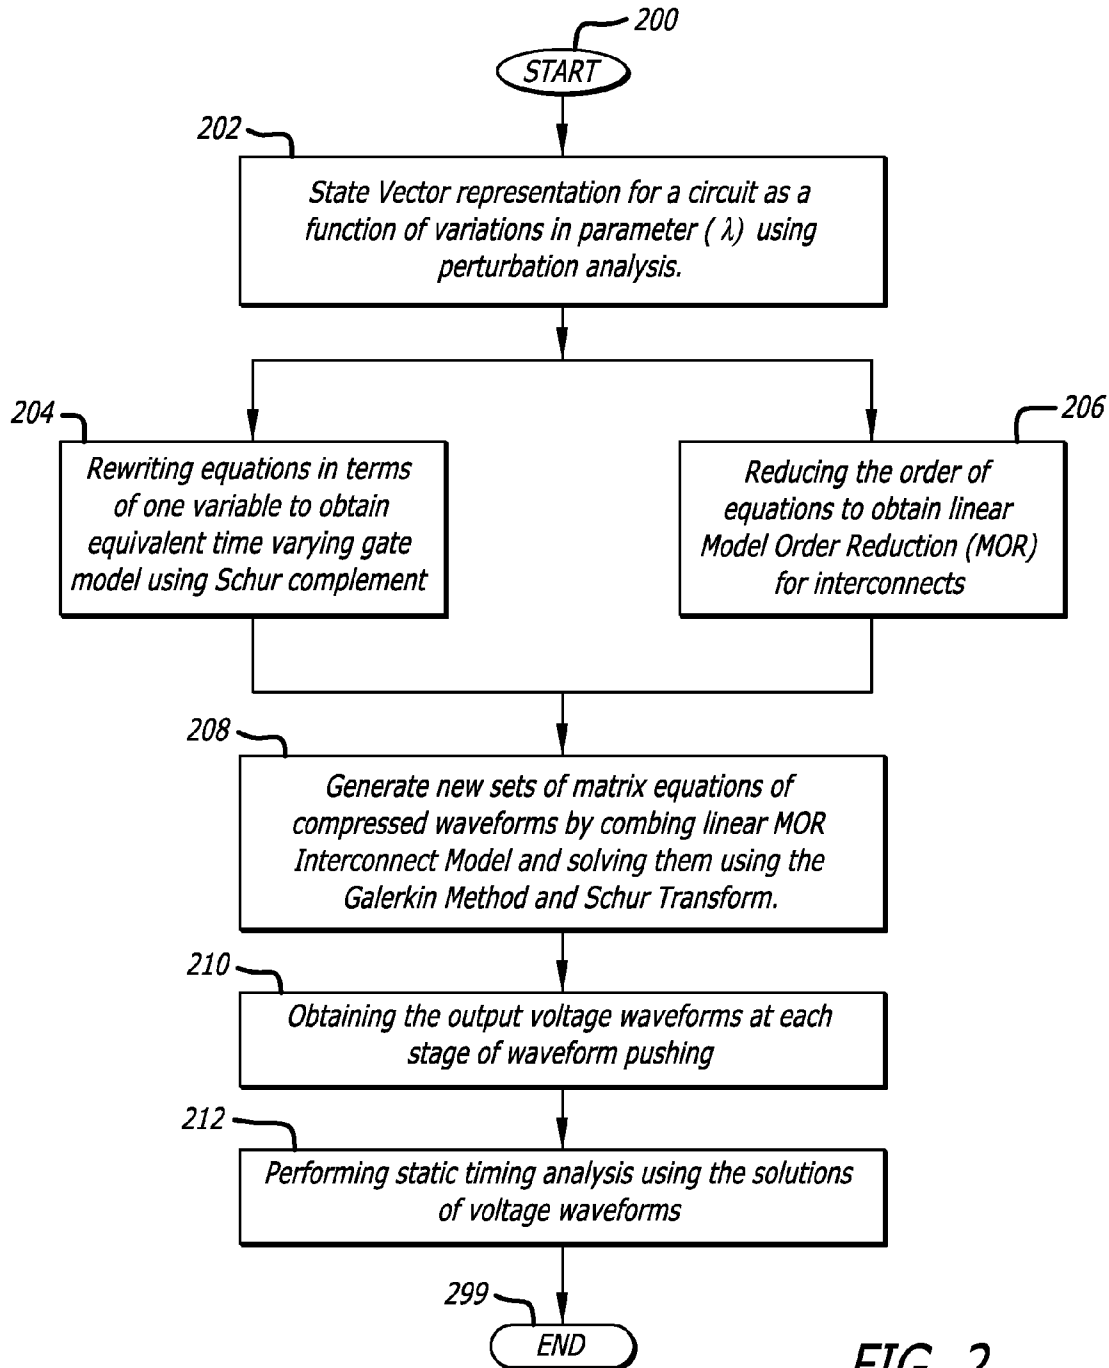 200
START
202
State Vector representation for a circuit as a
function of variations in parameter ( λ) using
perturbation analysis.
204
Rewriting equations in terms
of one variable to obtain
equivalent time varying gate
model using Schur complement
206
Reducing the order of
equations to obtain linear
Model Order Reduction (MOR)
for interconnects
208
Generate new sets of matrix equations of
compressed waveforms by combing linear MOR
Interconnect Model and solving them using the
Galerkin Method and Schur Transform.
210
Obtaining the output voltage waveforms at each
stage of waveform pushing
212
Performing static timing analysis using the solutions
of voltage waveforms
299
END
FIG. 2